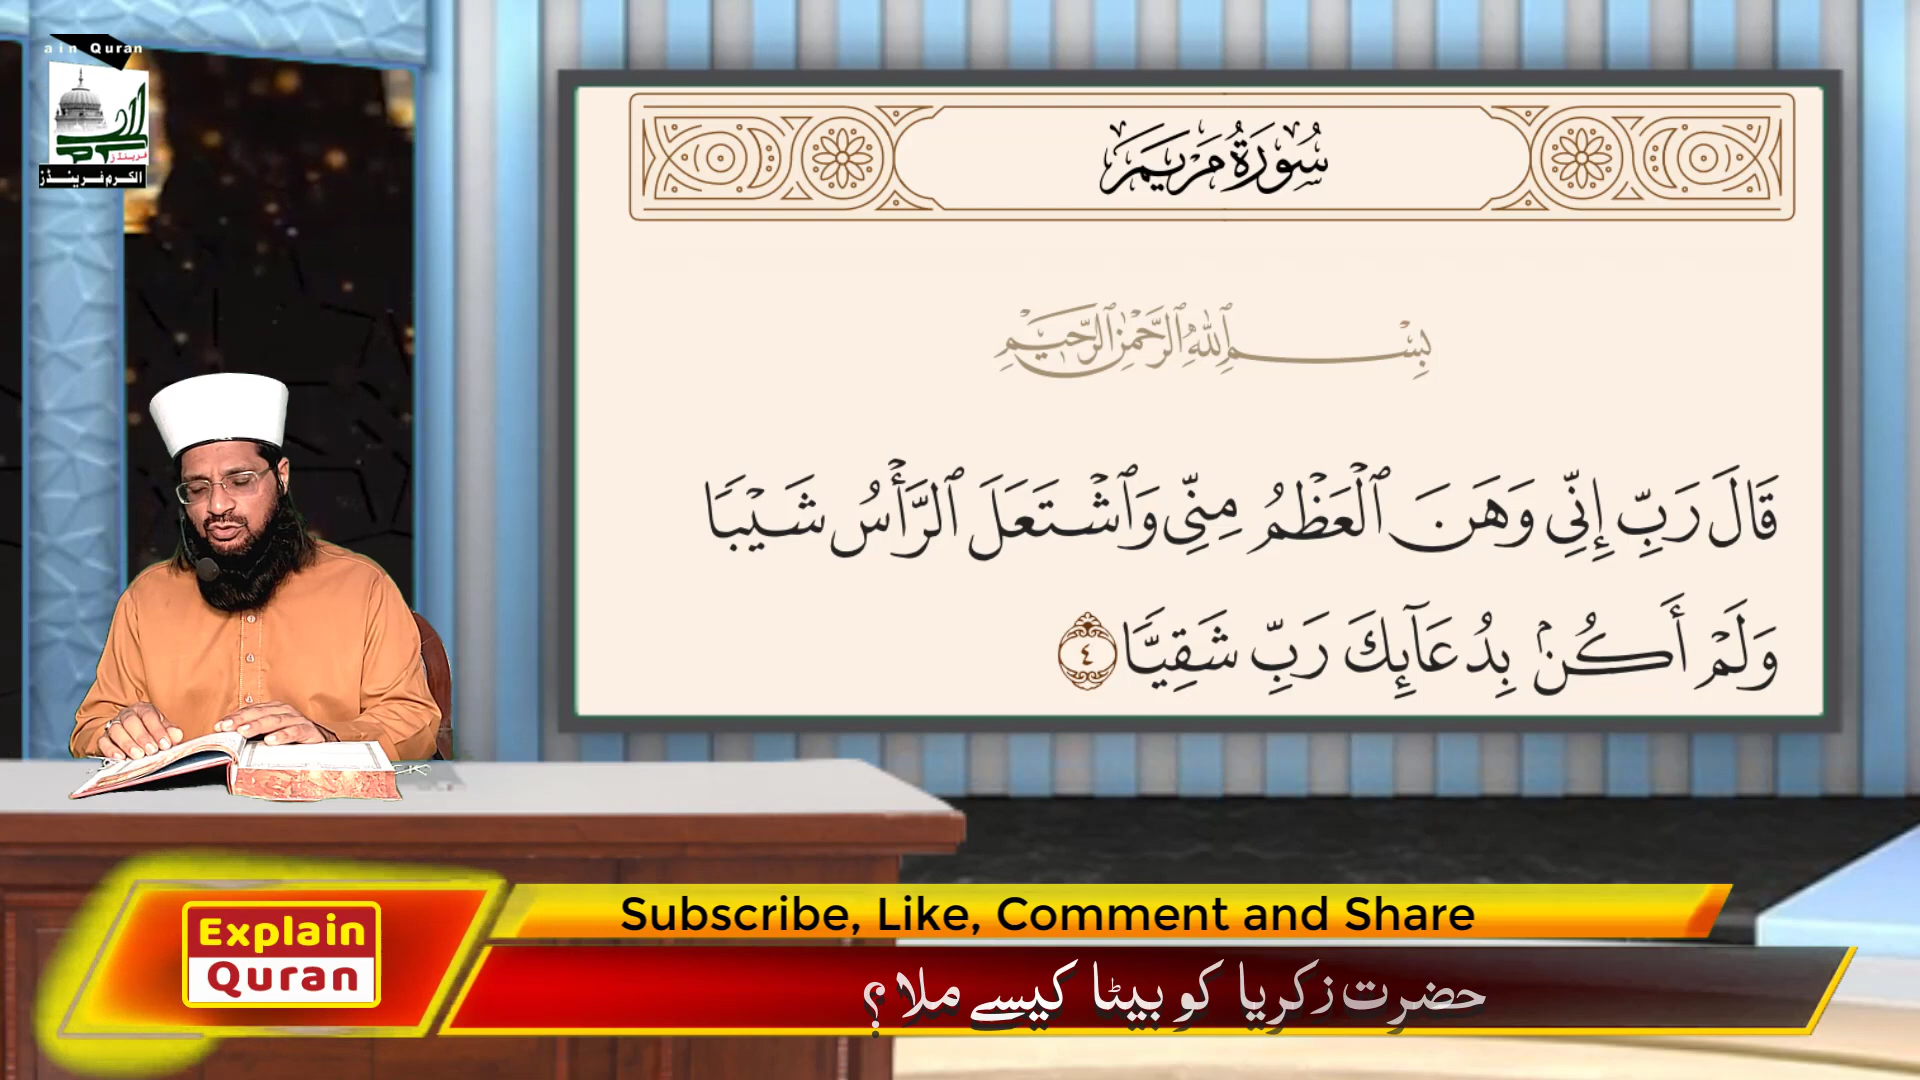 ain Quran
فرینڈز
الکرم فرینڈز
سُورَةُ مَرۡيَمَ
بِسۡمِ ٱللَّهِ ٱلرَّحۡمَٰنِ ٱلرَّحِيمِ
قَالَ رَبِّ إِنِّي وَهَنَ ٱلۡعَظۡمُ مِنِّي وَٱشۡتَعَلَ ٱلرَّأۡسُ شَيۡبٗا
وَلَمۡ أَكُنۢ بِدُعَآئِكَ رَبِّ شَقِيّٗا ٤
Subscribe, Like, Comment and Share
Explain
Quran
حضرت زکریا کو بیٹا کیسے ملا ؟